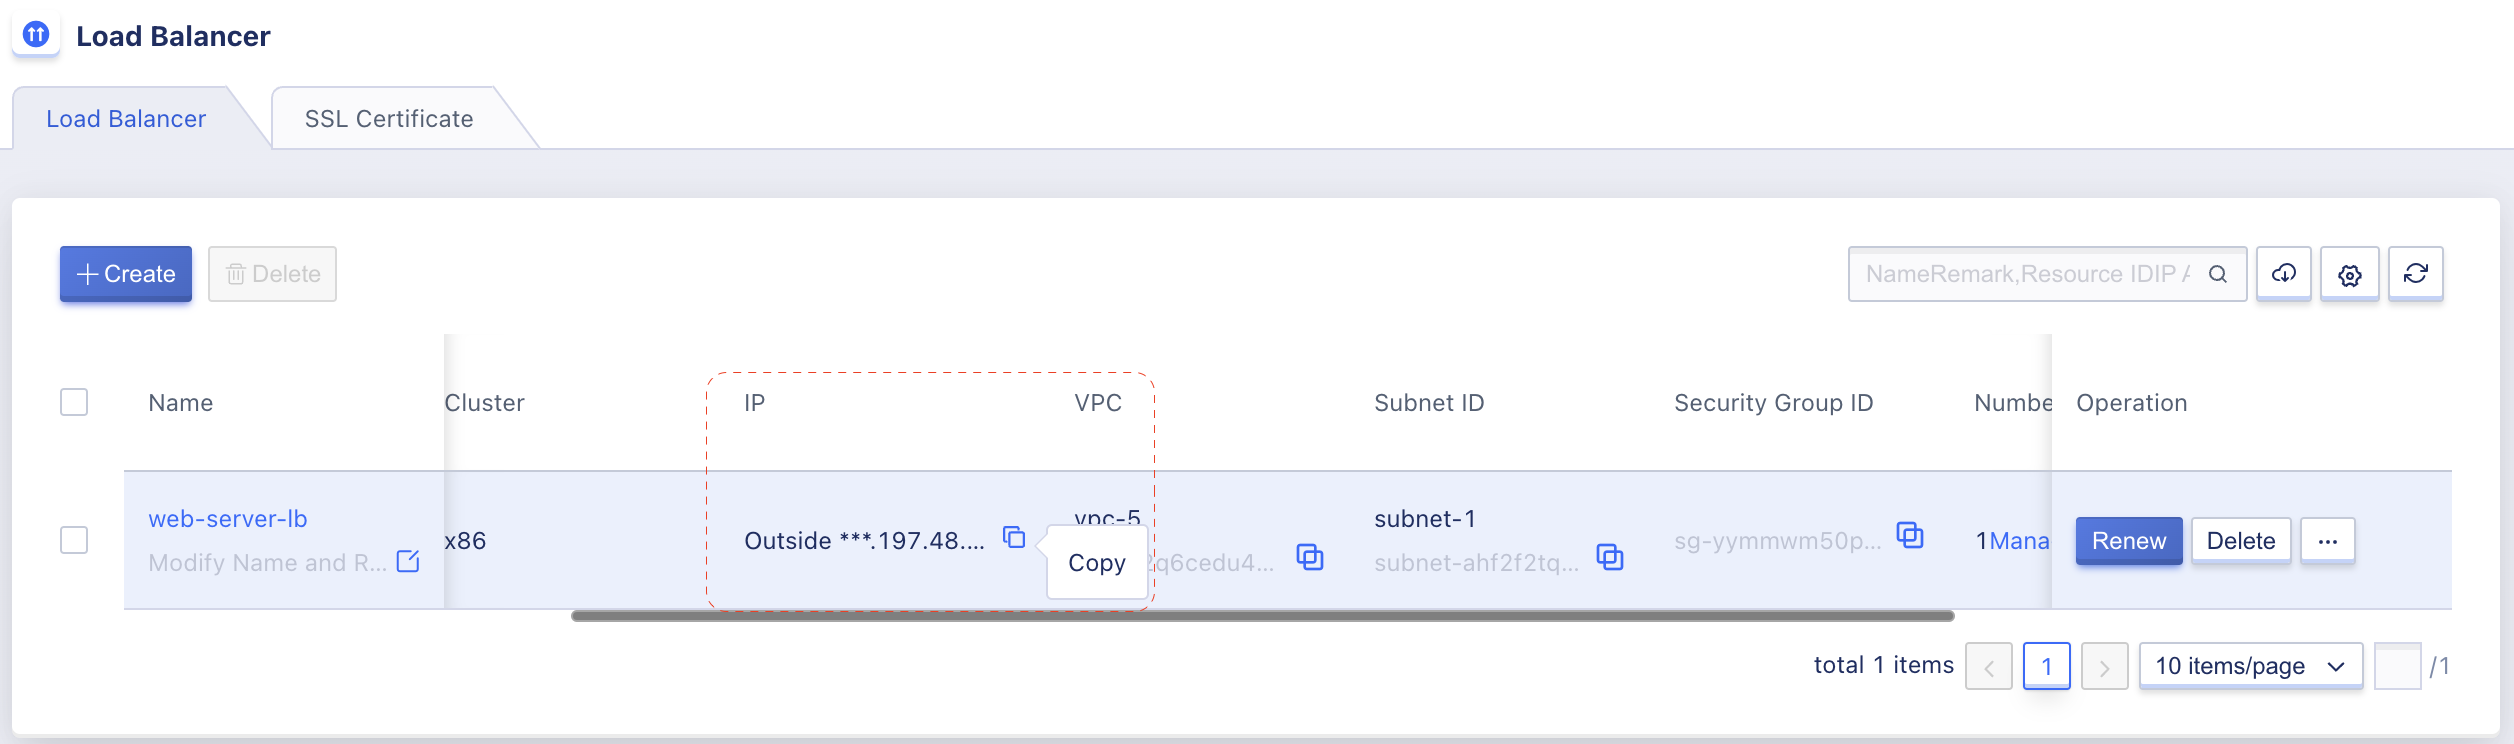 Load Balancer
Load Balancer SSL Certificate
Create Delete NameRemark,Resource IDIP
Name Cluster IP VPC Subnet ID Security Group ID Numbe Operation
web-server-lb vpc-5 subnet-1
x86 Outside ***.197.48.... sg-yymmwm50p... 1Mana Renew Delete ...
Modify Name and R... Copy q6cedu4... subnet-ahf2f2tq...
total 1 items < 1 > 10 items/page /1